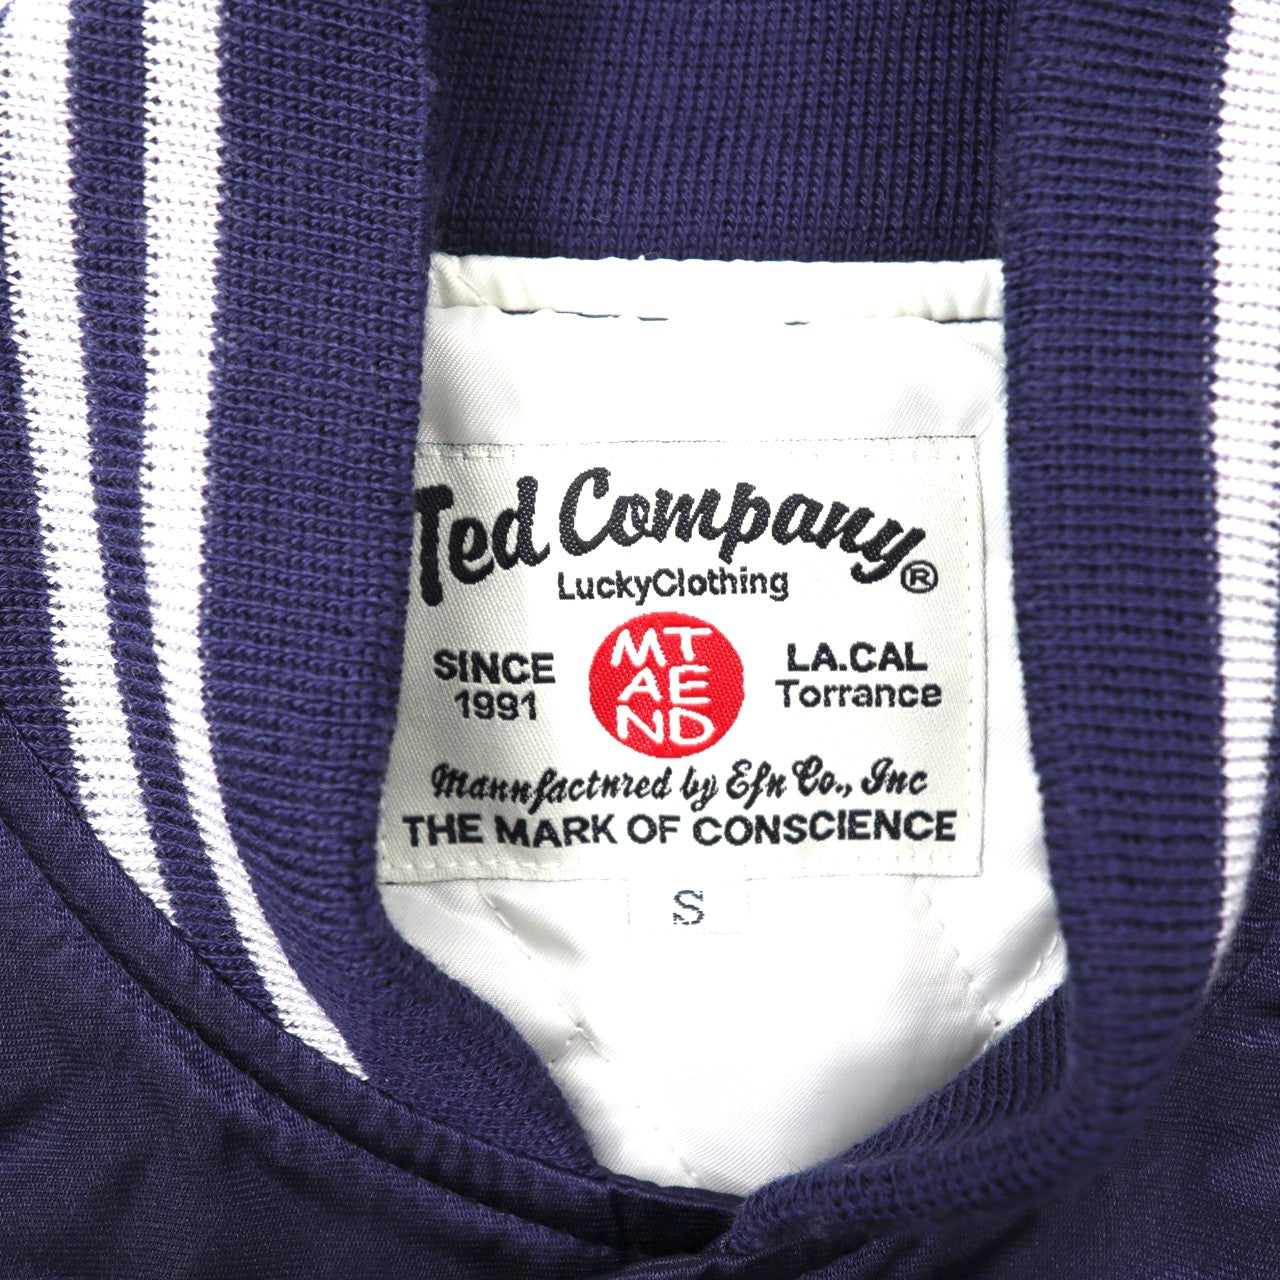 Ted Company®
LuckyClothing
SINCE
1991
MT
AE
ND
LA.CAL
Torrance
Mannfactnred by Efn Co., Inc
THE MARK OF CONSCIENCE
S